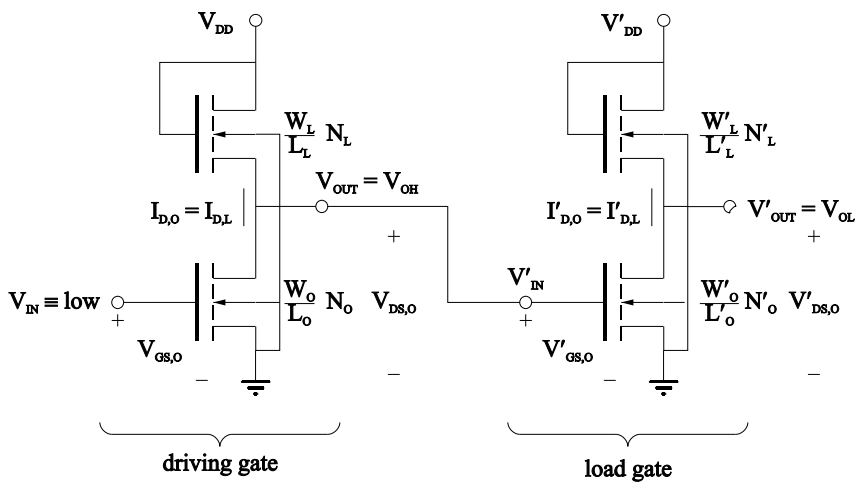 V_DD V'_DD
W_L/L_L N_L W'_L/L'_L N'_L
V_OUT = V_OH
I_D,O = I_D,L I'_D,O = I'_D,L V'_OUT = V_OL
+ +
V_IN ≡ low W_O/L_O N_O V_DS,O V'_IN W'_O/L'_O N'_O V'_DS,O
+ +
V_GS,O V'_GS,O
− − − −
driving gate load gate